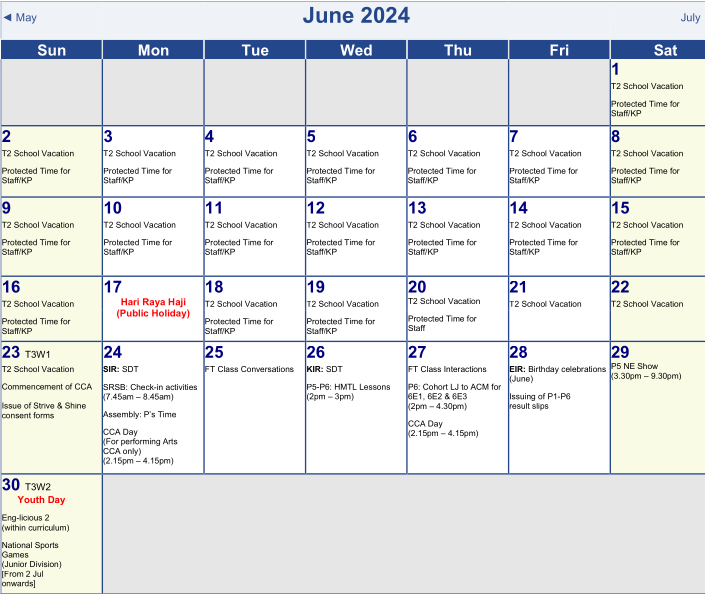 ◄ May June 2024 July
Sun Mon Tue Wed Thu Fri Sat
1
T2 School Vacation
Protected Time for
Staff/KP
2
T2 School Vacation
Protected Time for
Staff/KP
3
T2 School Vacation
Protected Time for
Staff/KP
4
T2 School Vacation
Protected Time for
Staff/KP
5
T2 School Vacation
Protected Time for
Staff/KP
6
T2 School Vacation
Protected Time for
Staff/KP
7
T2 School Vacation
Protected Time for
Staff/KP
8
T2 School Vacation
Protected Time for
Staff/KP
9
T2 School Vacation
Protected Time for
Staff/KP
10
T2 School Vacation
Protected Time for
Staff/KP
11
T2 School Vacation
Protected Time for
Staff/KP
12
T2 School Vacation
Protected Time for
Staff/KP
13
T2 School Vacation
Protected Time for
Staff/KP
14
T2 School Vacation
Protected Time for
Staff/KP
15
T2 School Vacation
Protected Time for
Staff/KP
16
T2 School Vacation
Protected Time for
Staff/KP
17
Hari Raya Haji
(Public Holiday)
18
T2 School Vacation
Protected Time for
Staff/KP
19
T2 School Vacation
Protected Time for
Staff/KP
20
T2 School Vacation
Protected Time for
Staff
21
T2 School Vacation
22
T2 School Vacation
23 T3W1
T2 School Vacation
Commencement of CCA
Issue of Strive & Shine
consent forms
24
SIR: SDT
SRSB: Check-in activities
(7.45am – 8.45am)
Assembly: P's Time
CCA Day
(For performing Arts
CCA only)
(2.15pm – 4.15pm)
25
FT Class Conversations
26
KIR: SDT
P5-P6: HMTL Lessons
(2pm – 3pm)
27
FT Class Interactions
P6: Cohort LJ to ACM for
6E1, 6E2 & 6E3
(2pm – 4.30pm)
CCA Day
(2.15pm – 4.15pm)
28
EIR: Birthday celebrations
(June)
Issuing of P1-P6
result slips
29
P5 NE Show
(3.30pm – 9.30pm)
30 T3W2
Youth Day
Eng-licious 2
(within curriculum)
National Sports
Games
(Junior Division)
[From 2 Jul
onwards]